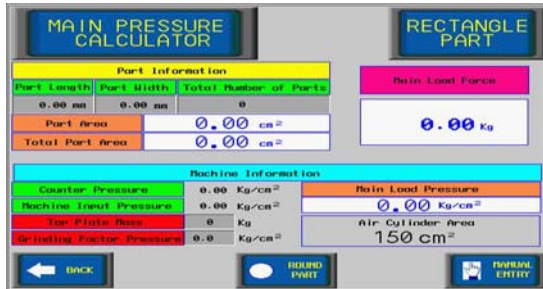 MAIN PRESSURE
CALCULATOR
RECTANGLE
PART
Part Information
Part Length Part Width Total Number of Parts
0.00 mm 0.00 mm 0
Part Area 0.00 cm²
Total Part Area 0.00 cm²
Main Load Force
0.00 Kg
Machine Information
Counter Pressure 0.00 Kg/cm²
Machine Input Pressure 0.00 Kg/cm²
Top Plate Mass 0 Kg
Grinding Factor Pressure 0.0 Kg/cm²
Main Load Pressure
0.00 Kg/cm²
Air Cylinder Area
150 cm²
BACK
ROUND
PART
MANUAL
ENTRY